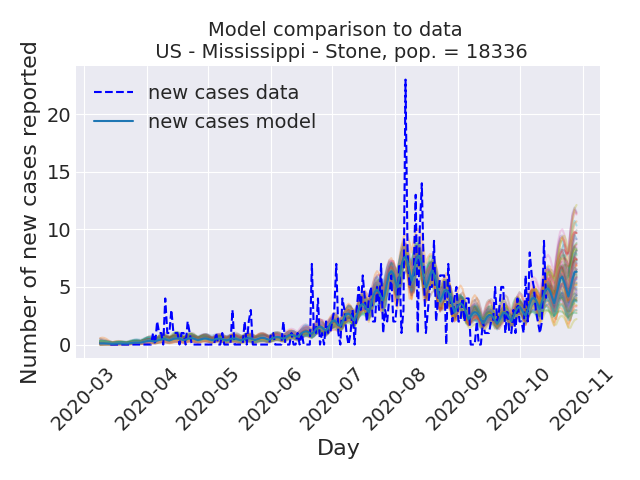 Model comparison to data
US - Mississippi - Stone, pop. = 18336
Number of new cases reported
new cases data
new cases model
20
15
10
5
0
2020-03
2020-04
2020-05
2020-06
2020-07
2020-08
2020-09
2020-10
2020-11
Day